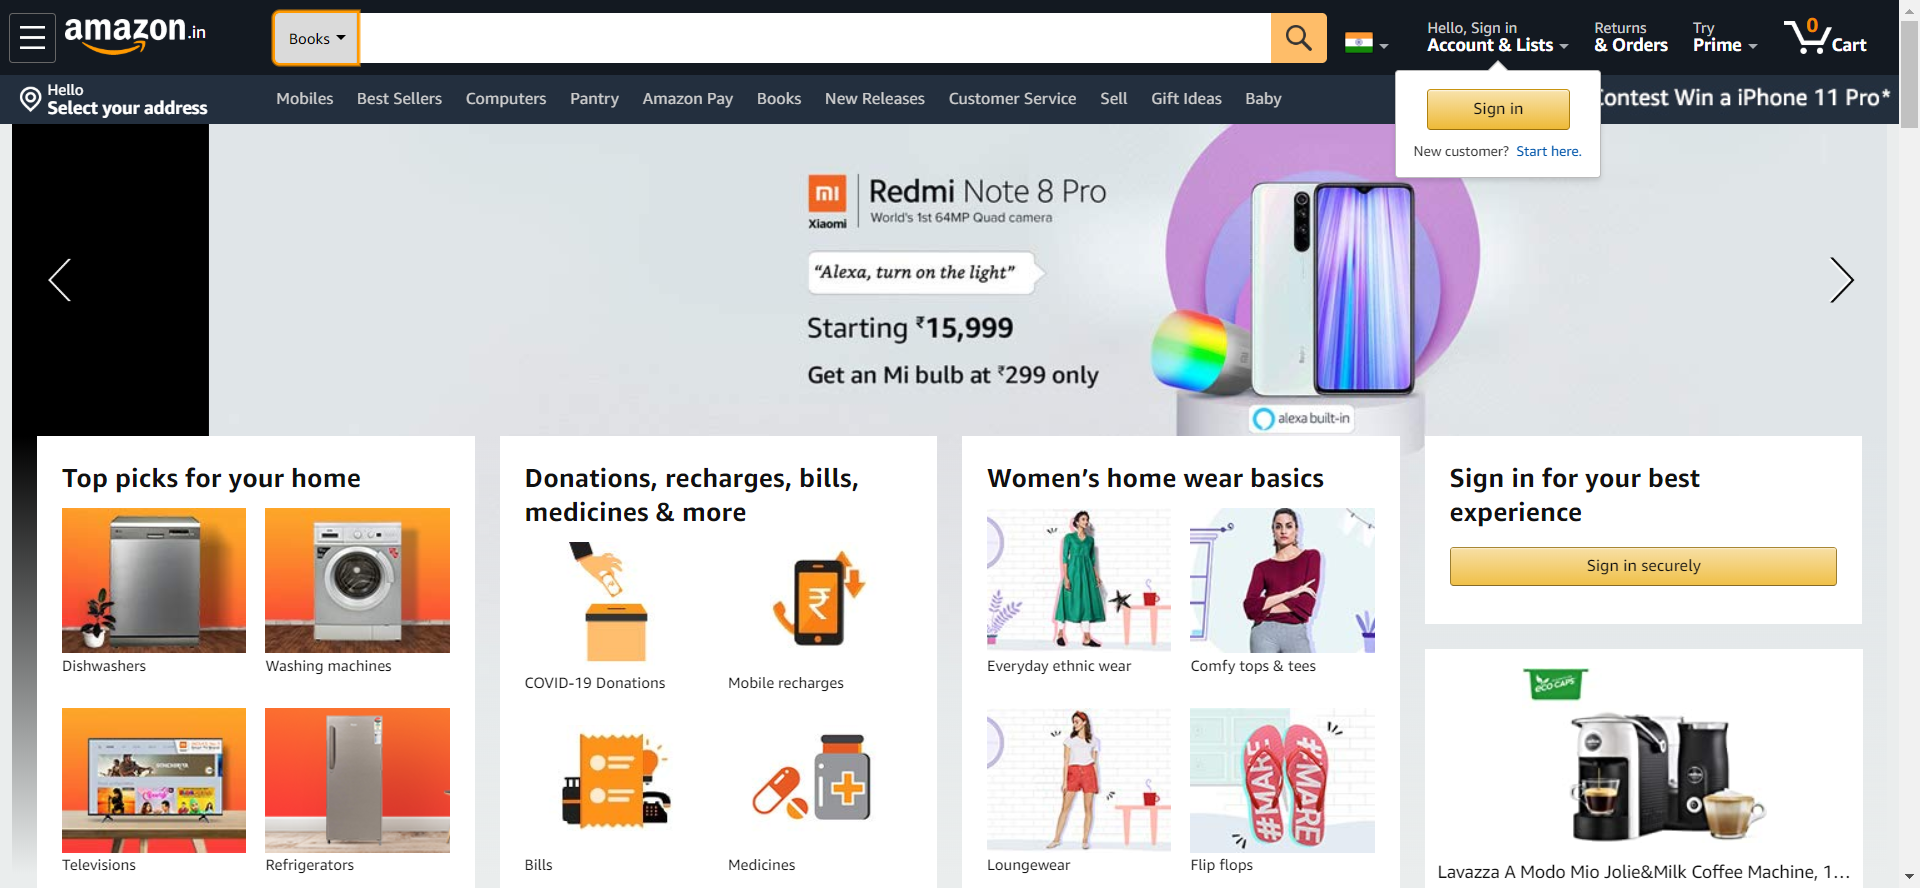 amazon.in
Books
Hello, Sign in
Account & Lists
Returns
& Orders
Try
Prime
0
Cart
Hello
Select your address
Mobiles
Best Sellers
Computers
Pantry
Amazon Pay
Books
New Releases
Customer Service
Sell
Gift Ideas
Baby
Contest Win a iPhone 11 Pro*
Sign in
New customer? Start here.
mi
Xiaomi
Redmi Note 8 Pro
World's 1st 64MP Quad camera
“Alexa, turn on the light”
Starting ₹15,999
Get an Mi bulb at ₹299 only
alexa built-in
Top picks for your home
Dishwashers
Washing machines
Televisions
Refrigerators
Donations, recharges, bills,
medicines & more
COVID-19 Donations
Mobile recharges
Bills
Medicines
Women’s home wear basics
Everyday ethnic wear
Comfy tops & tees
#MARE
#MARE
Loungewear
Flip flops
Sign in for your best
experience
Sign in securely
eco CAPS
Lavazza A Modo Mio Jolie&Milk Coffee Machine, 1...